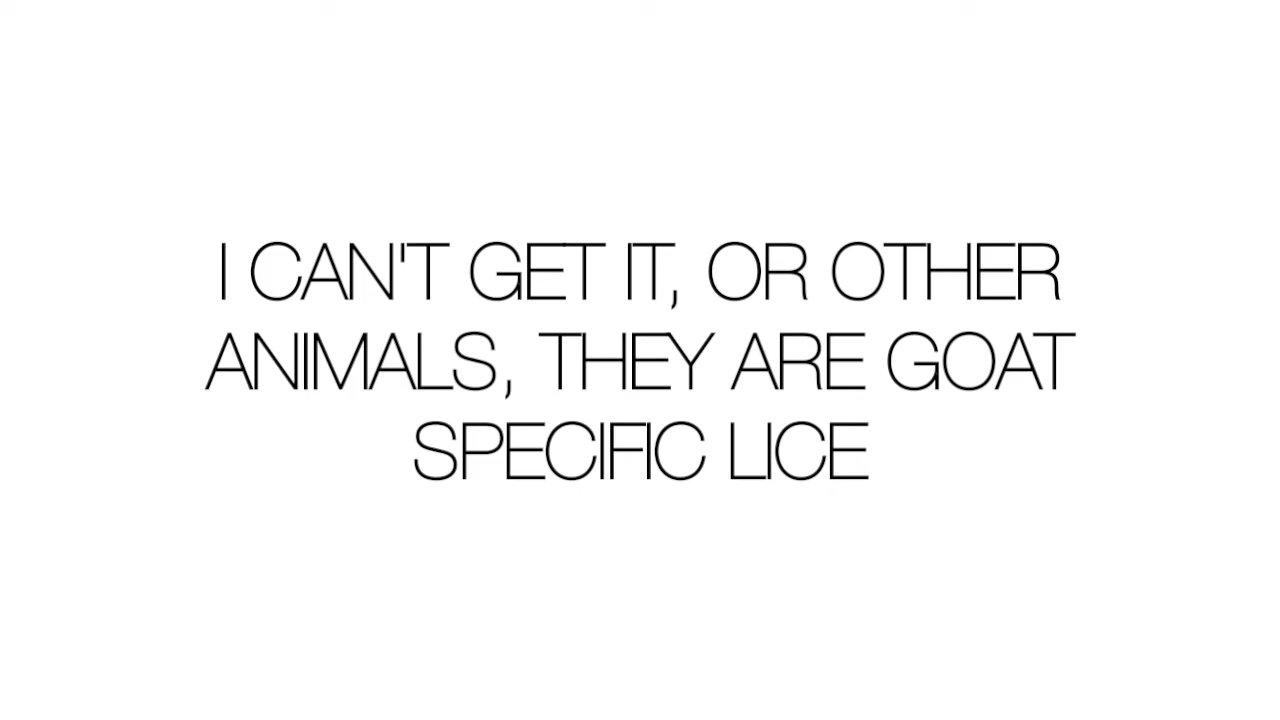 I CAN'T GET IT, OR OTHER
ANIMALS, THEY ARE GOAT
SPECIFIC LICE